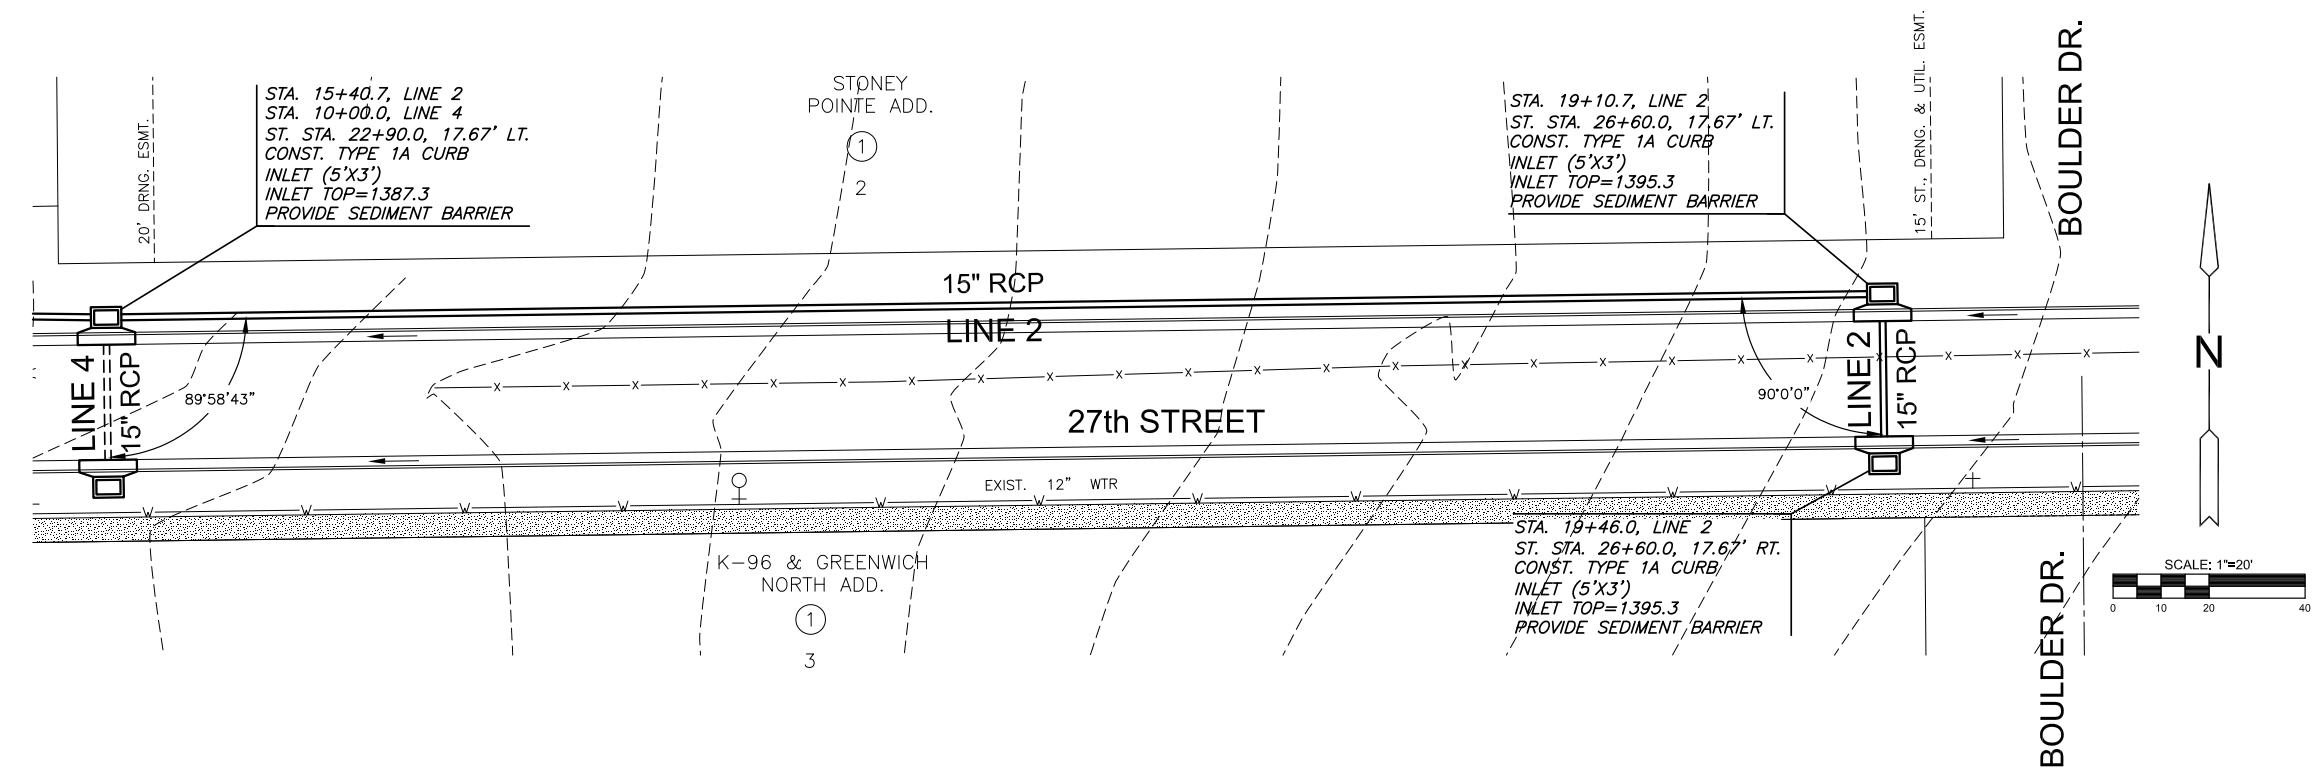 STONEY
POINTE ADD.
1
2
STA. 15+40.7, LINE 2
STA. 10+00.0, LINE 4
ST. STA. 22+90.0, 17.67' LT.
CONST. TYPE 1A CURB
INLET (5'X3')
INLET TOP=1387.3
PROVIDE SEDIMENT BARRIER
STA. 19+10.7, LINE 2
ST. STA. 26+60.0, 17.67' LT.
CONST. TYPE 1A CURB
INLET (5'X3')
INLET TOP=1395.3
PROVIDE SEDIMENT BARRIER
20' DRNG. ESMT.
15' ST., DRNG. & UTIL. ESMT.
BOULDER DR.
15" RCP
LINE 2
LINE 4
15" RCP
89°58'43"
27th STREET
90°0'0"
LINE 2
15" RCP
N
X X X X X X X X X X X X X X X X X X X X X X X X
EXIST. 12" WTR
W W W W W W W W W W W W W
K-96 & GREENWICH
NORTH ADD.
1
3
STA. 19+46.0, LINE 2
ST. STA. 26+60.0, 17.67' RT.
CONST. TYPE 1A CURB
INLET (5'X3')
INLET TOP=1395.3
PROVIDE SEDIMENT BARRIER
BOULDER DR.
SCALE: 1"=20'
0 10 20 40